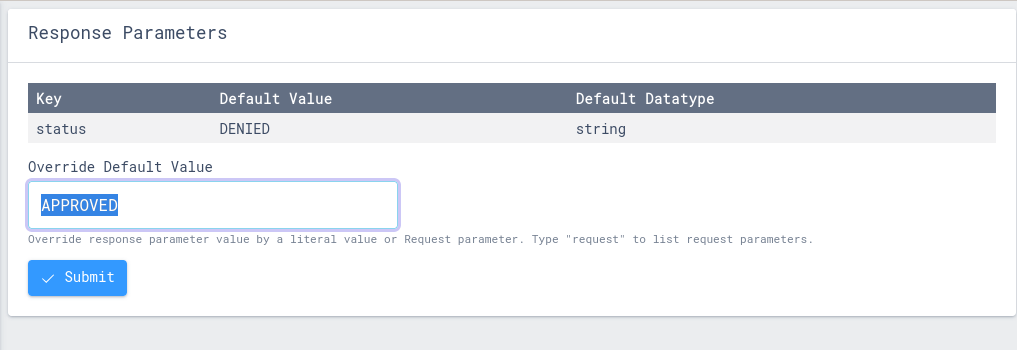 Response Parameters
Key Default Value Default Datatype
status DENIED string
Override Default Value
APPROVED
Override response parameter value by a literal value or Request parameter. Type "request" to list request parameters.
Submit